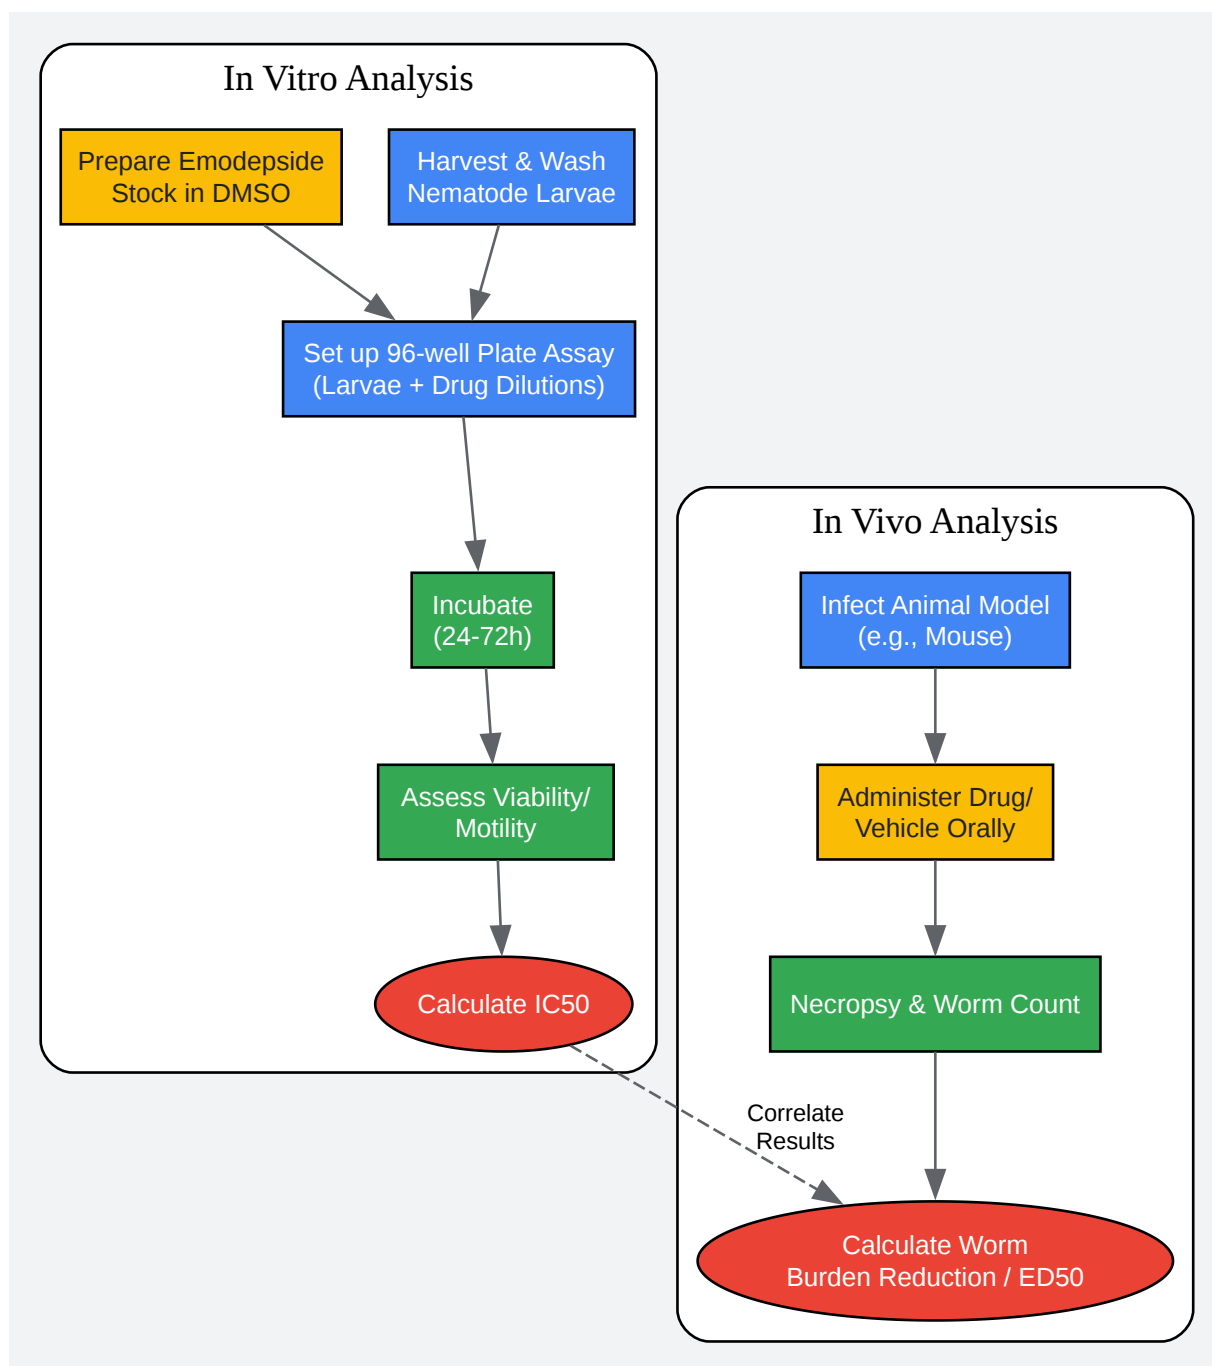 In Vitro Analysis
Prepare Emodepside
Stock in DMSO
Harvest & Wash
Nematode Larvae
Set up 96-well Plate Assay
(Larvae + Drug Dilutions)
Incubate
(24-72h)
Assess Viability/
Motility
Calculate IC50
In Vivo Analysis
Infect Animal Model
(e.g., Mouse)
Administer Drug/
Vehicle Orally
Necropsy & Worm Count
Correlate
Results
Calculate Worm
Burden Reduction / ED50